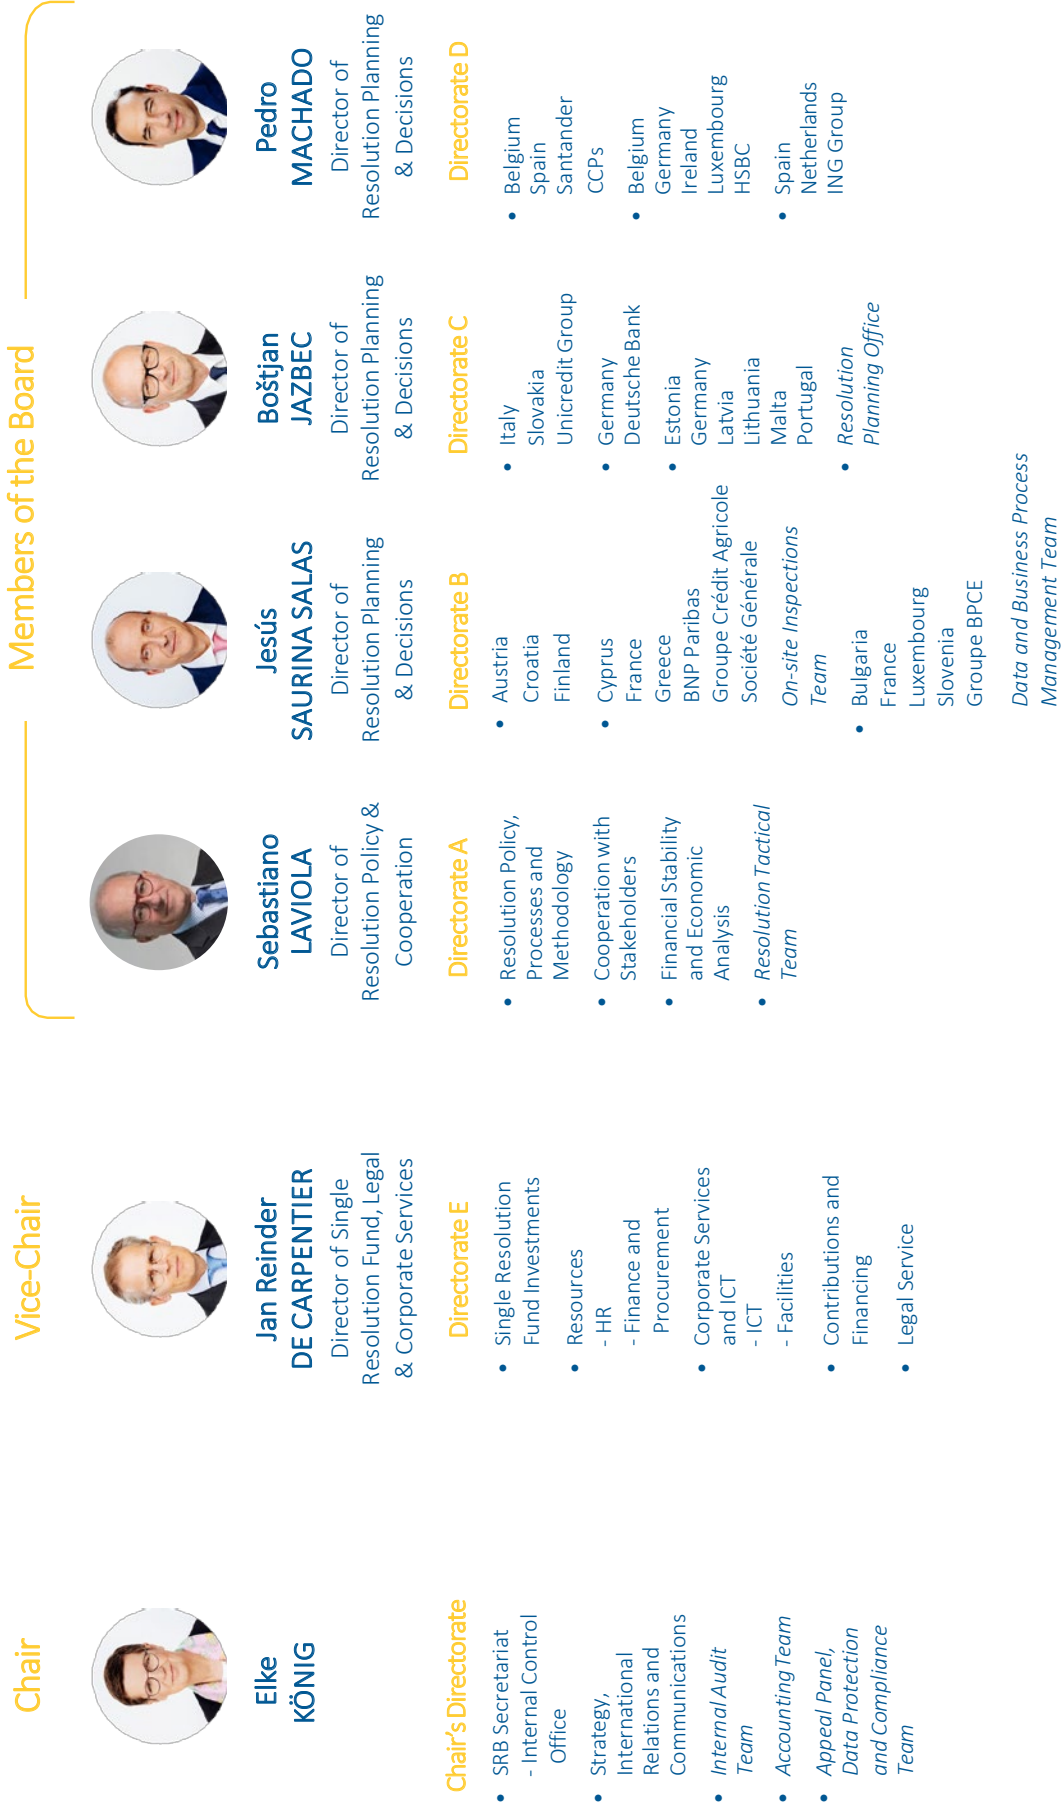 Chair
Elke
KÖNIG
Chair's Directorate
• SRB Secretariat
- Internal Control
Office
• Strategy,
International
Relations and
Communications
• Internal Audit
Team
• Accounting Team
• Appeal Panel,
Data Protection
and Compliance
Team
Vice-Chair
Jan Reinder
DE CARPENTIER
Director of Single
Resolution Fund, Legal
& Corporate Services
Directorate E
• Single Resolution
Fund Investments
• Resources
- HR
- Finance and
Procurement
• Corporate Services
and ICT
- ICT
- Facilities
• Contributions and
Financing
• Legal Service
Members of the Board
Sebastiano
LAVIOLA
Director of
Resolution Policy &
Cooperation
Directorate A
• Resolution Policy,
Processes and
Methodology
• Cooperation with
Stakeholders
• Financial Stability
and Economic
Analysis
• Resolution Tactical
Team
Jesús
SAURINA SALAS
Director of
Resolution Planning
& Decisions
Directorate B
• Austria
Croatia
Finland
• Cyprus
France
Greece
BNP Paribas
Groupe Crédit Agricole
Société Générale
On-site Inspections
Team
• Bulgaria
France
Luxembourg
Slovenia
Groupe BPCE
Data and Business Process
Management Team
Boštjan
JAZBEC
Director of
Resolution Planning
& Decisions
Directorate C
• Italy
Slovakia
Unicredit Group
• Germany
Deutsche Bank
• Estonia
Germany
Latvia
Lithuania
Malta
Portugal
• Resolution
Planning Office
Pedro
MACHADO
Director of
Resolution Planning
& Decisions
Directorate D
• Belgium
Spain
Santander
CCPs
• Belgium
Germany
Ireland
Luxembourg
HSBC
• Spain
Netherlands
ING Group